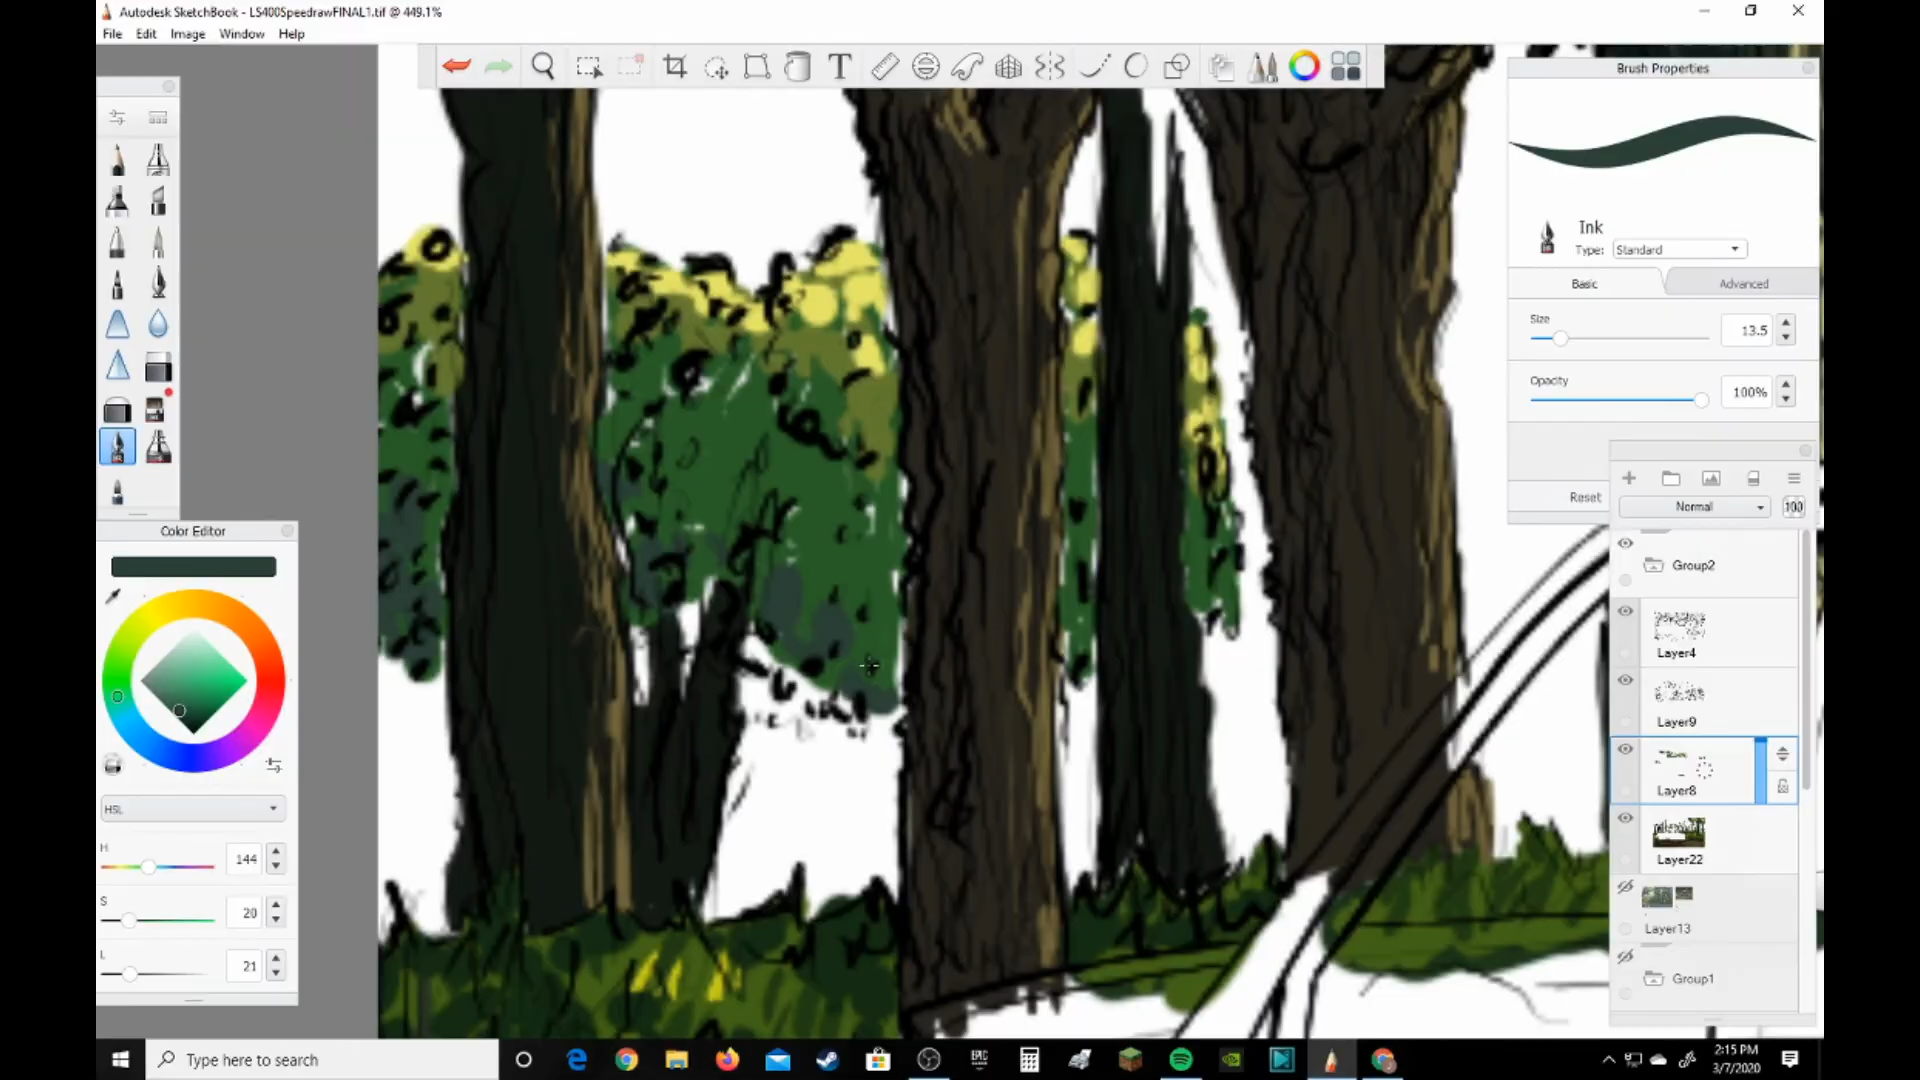 Autodesk SketchBook - LS400SpeedrawFINAL1.tif @ 449.1%
File Edit Image Window Help
T
Brush Properties
Ink
Type: Standard
Basic Advanced
Size
13.5
Opacity
100%
Reset
Normal 100
Group2
Layer4
Layer9
Layer8
Layer22
Layer13
Group1
Color Editor
HSL
H 144
S 20
L 21
Type here to search
EPIC
2:15 PM
3/7/2020